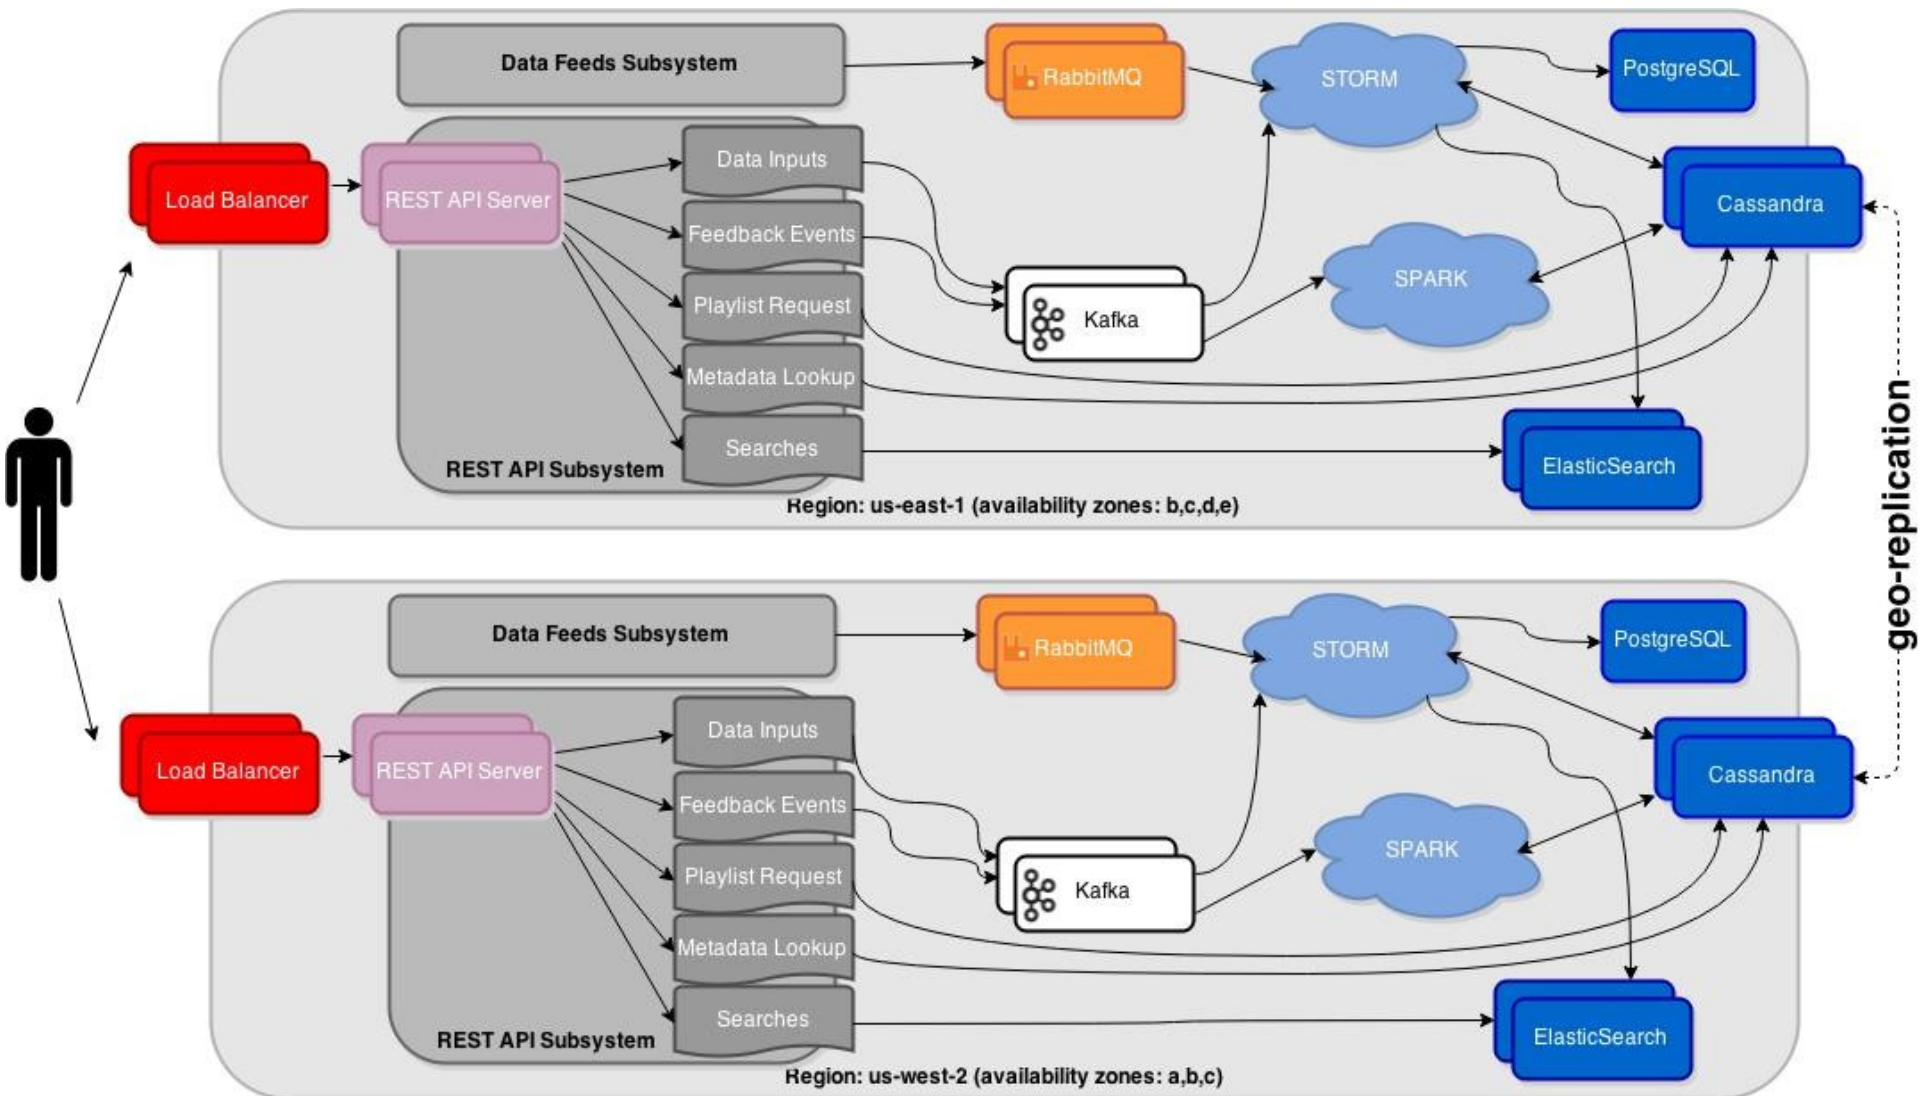 Data Feeds Subsystem
RabbitMQ
STORM
PostgreSQL
Load Balancer
REST API Server
Data Inputs
Feedback Events
Playlist Request
Metadata Lookup
Searches
REST API Subsystem
Kafka
SPARK
Cassandra
ElasticSearch
Region: us-east-1 (availability zones: b,c,d,e)
geo-replication
Data Feeds Subsystem
RabbitMQ
STORM
PostgreSQL
Load Balancer
REST API Server
Data Inputs
Feedback Events
Playlist Request
Metadata Lookup
Searches
REST API Subsystem
Kafka
SPARK
Cassandra
ElasticSearch
Region: us-west-2 (availability zones: a,b,c)